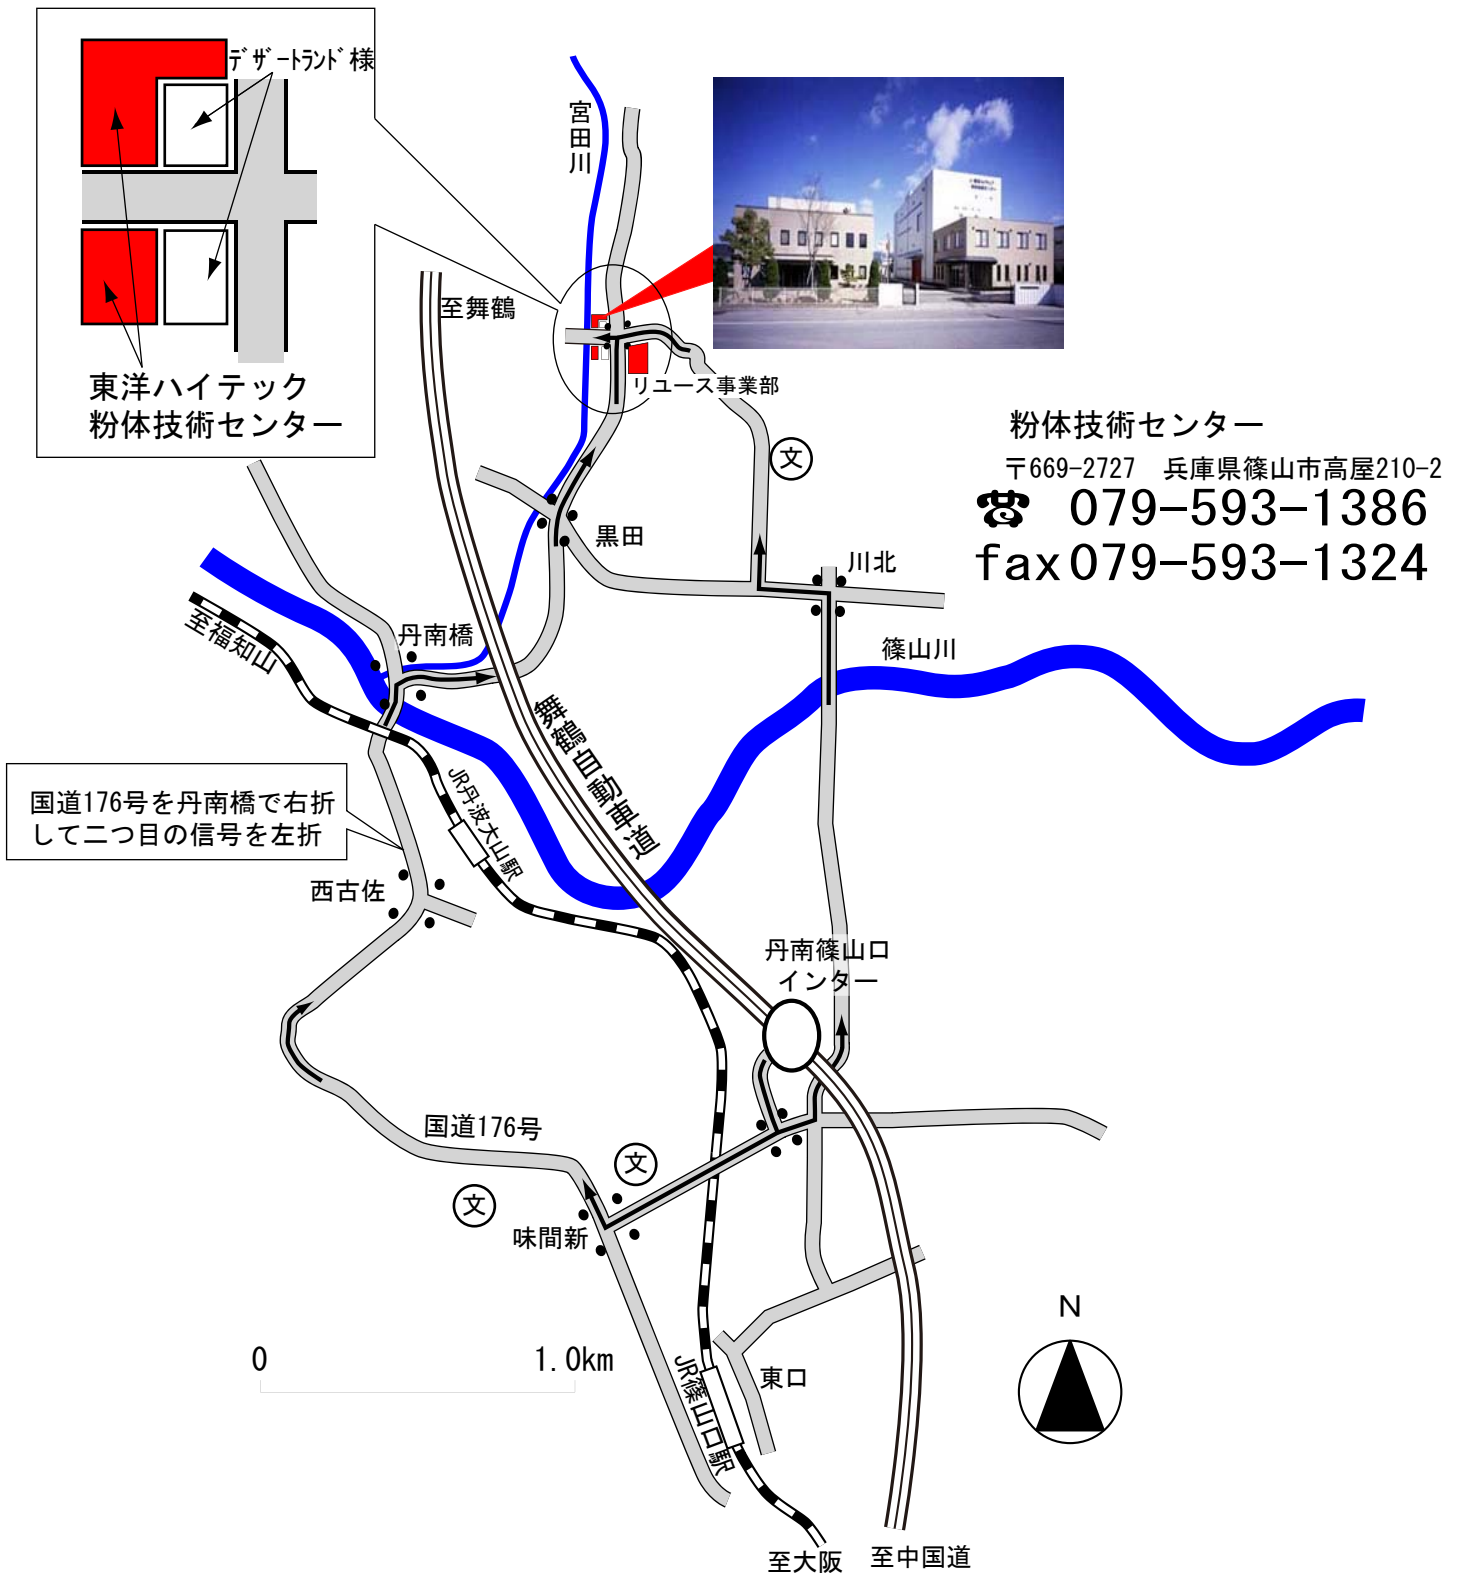 デザートランド様
東洋ハイテック
粉体技術センター
宮田川
至舞鶴
リユース事業部
文
粉体技術センター
〒669-2727　兵庫県篠山市高屋210-2
☎ 079-593-1386
fax079-593-1324
黒田
川北
至福知山
丹南橋
篠山川
舞鶴自動車道
国道176号を丹南橋で右折
して二つ目の信号を左折
JR丹波大山駅
西古佐
丹南篠山口
インター
国道176号
文
文
味間新
N
0
1.0km
JR篠山口駅
東口
至大阪
至中国道